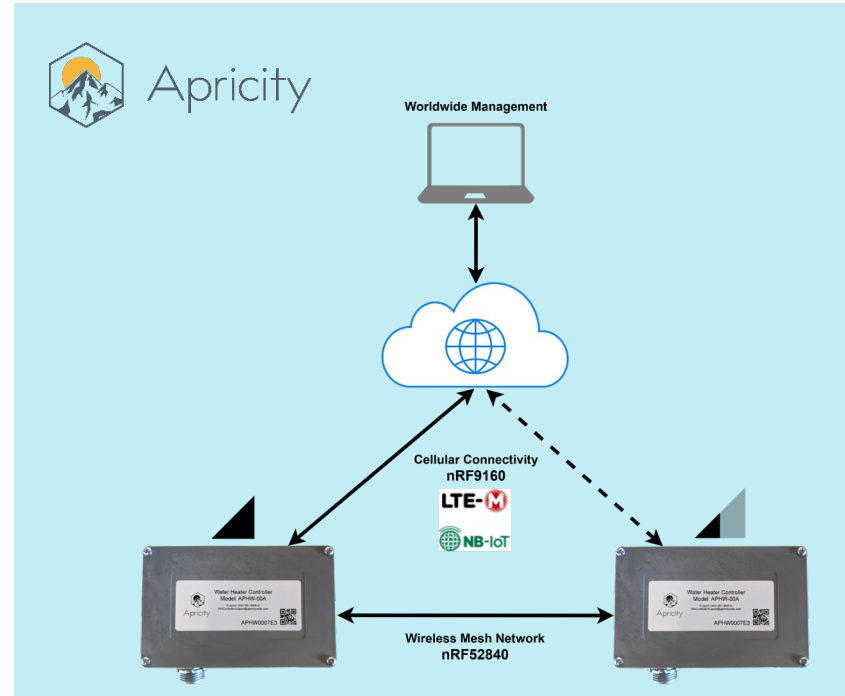 Apricity
Worldwide Management
Cellular Connectivity
nRF9160
LTE-M
NB-IoT
Water Heater Controller
Model: APHW-00A
Apricity
APHW0007E3
Water Heater Controller
Model: APHW-00A
Apricity
APHW0007E3
Wireless Mesh Network
nRF52840